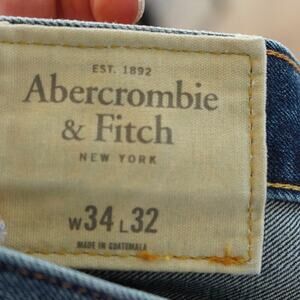 EST. 1892
Abercrombie
& Fitch
NEW YORK
W34 L32
MADE IN GUATEMALA